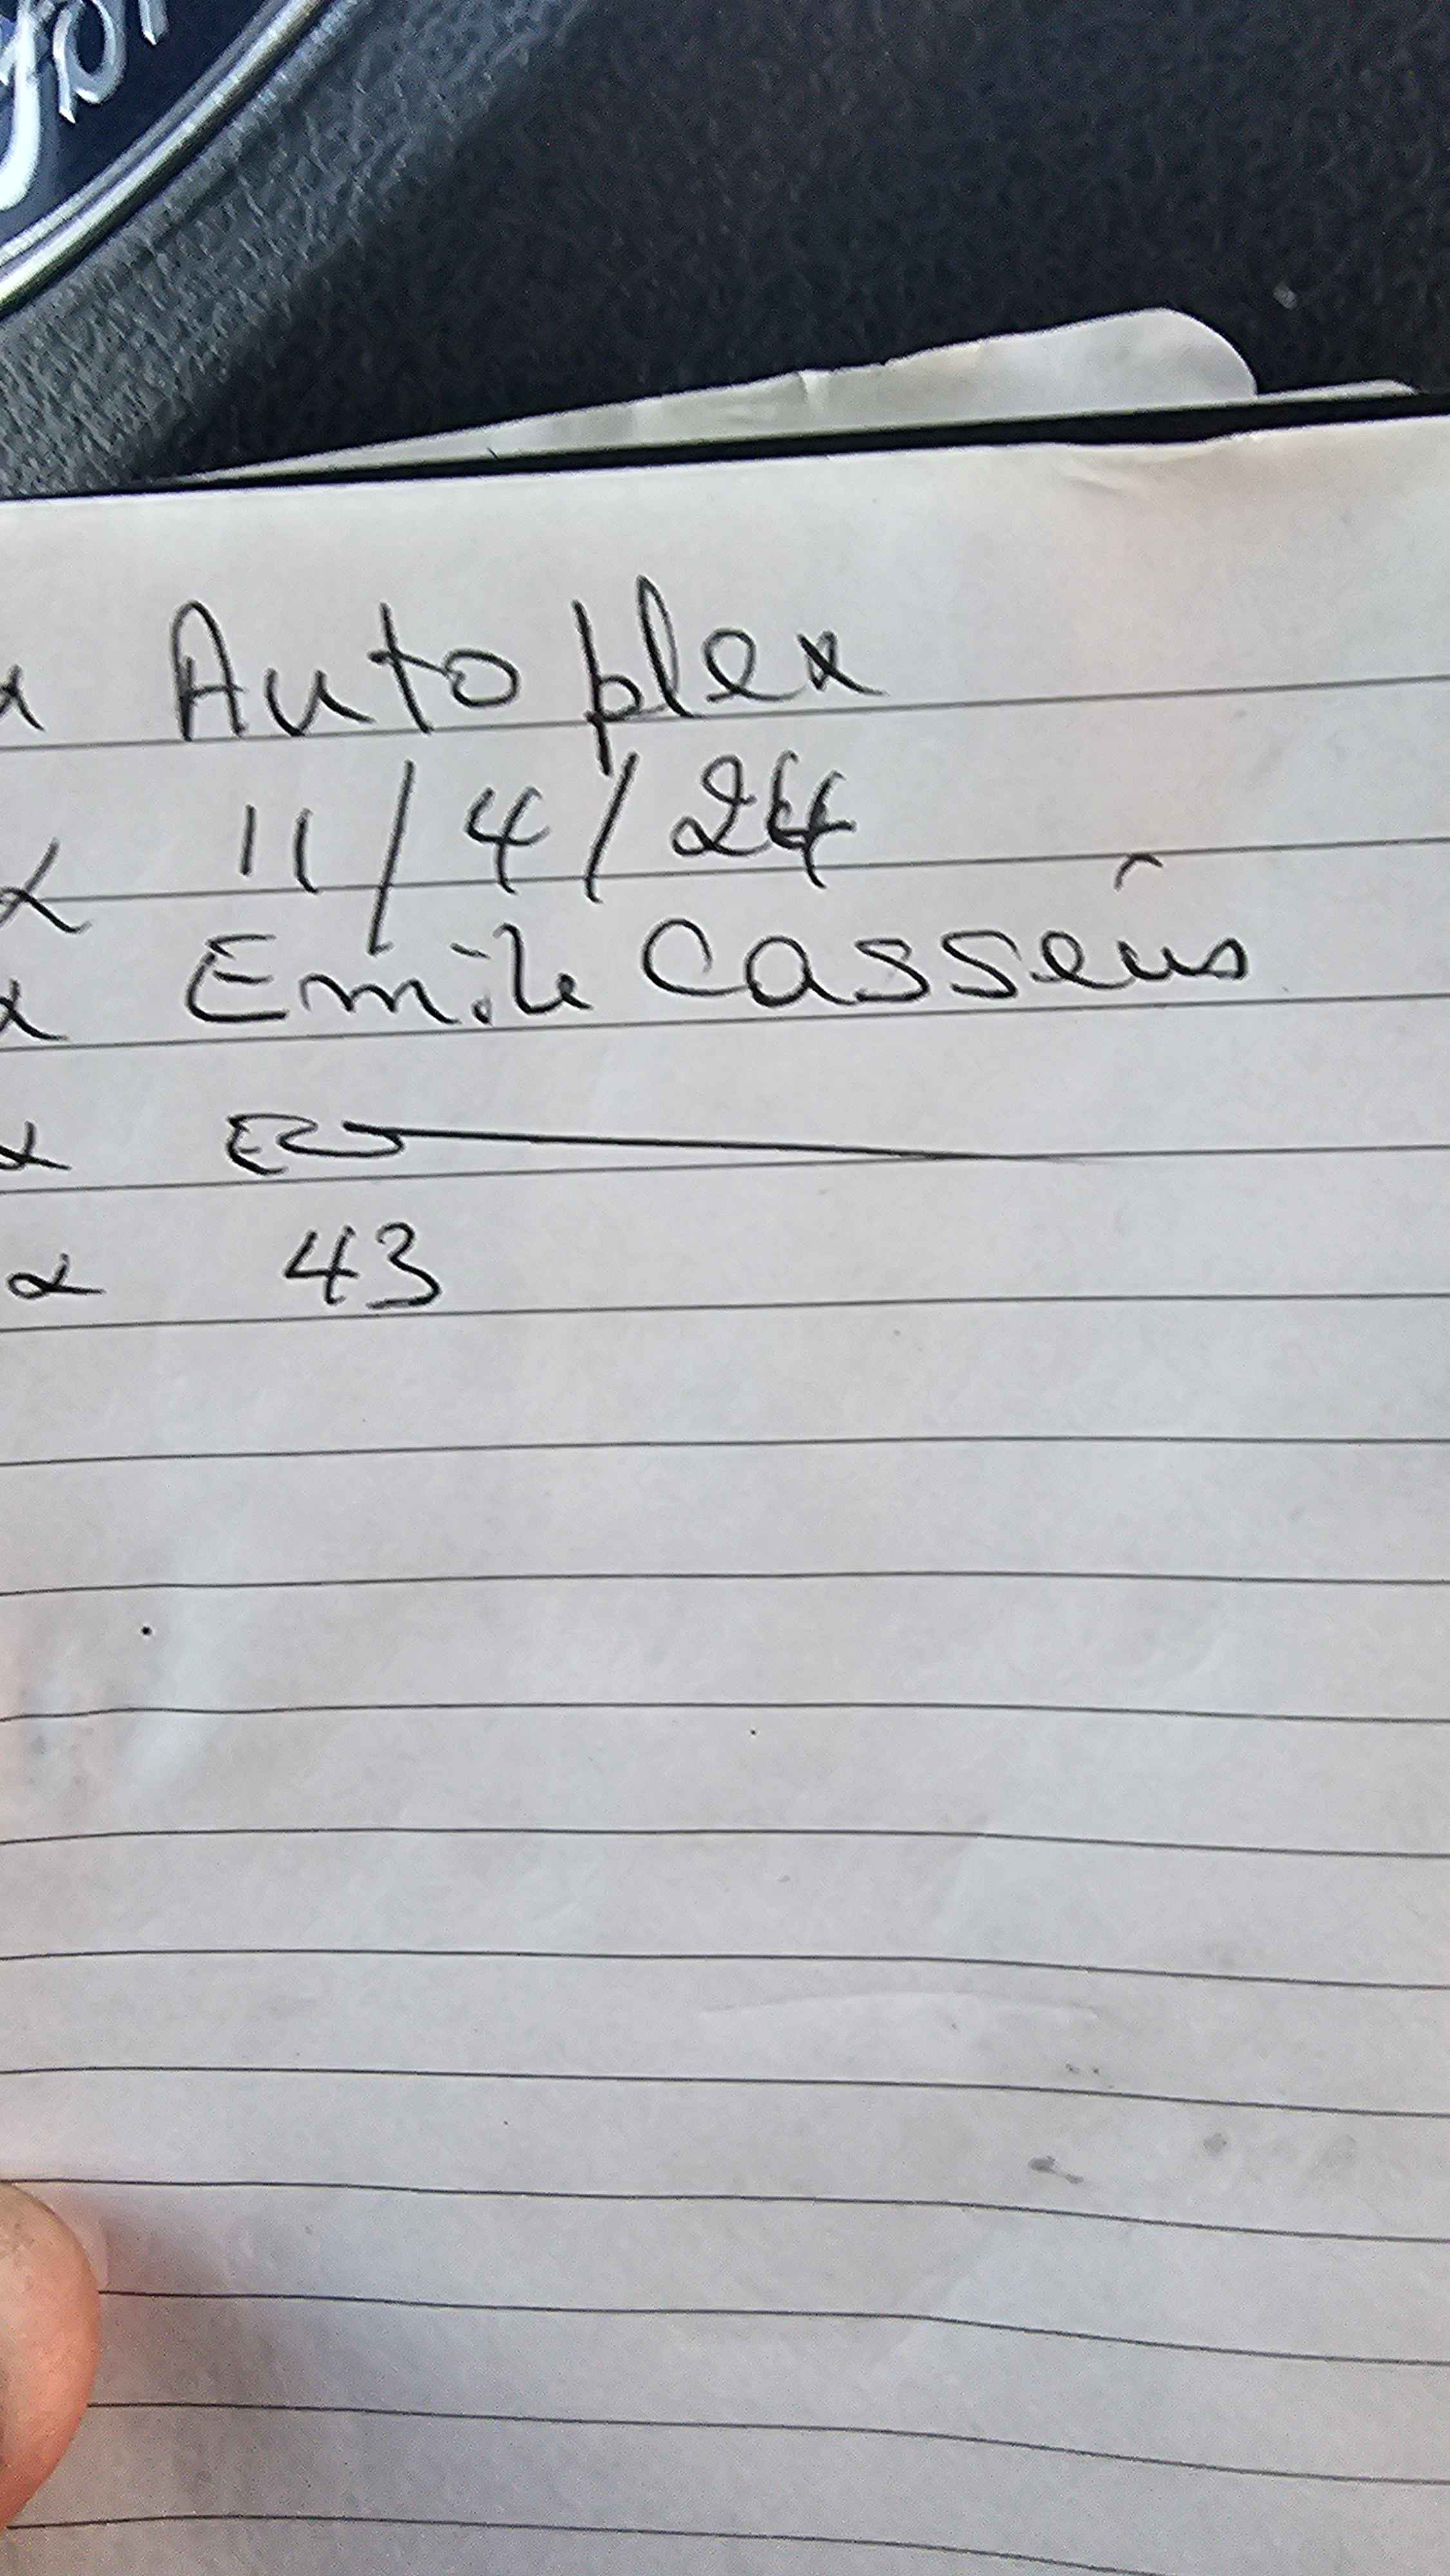 x Autoplex
x 11/4/24
x Emile Casseus
x
x 43